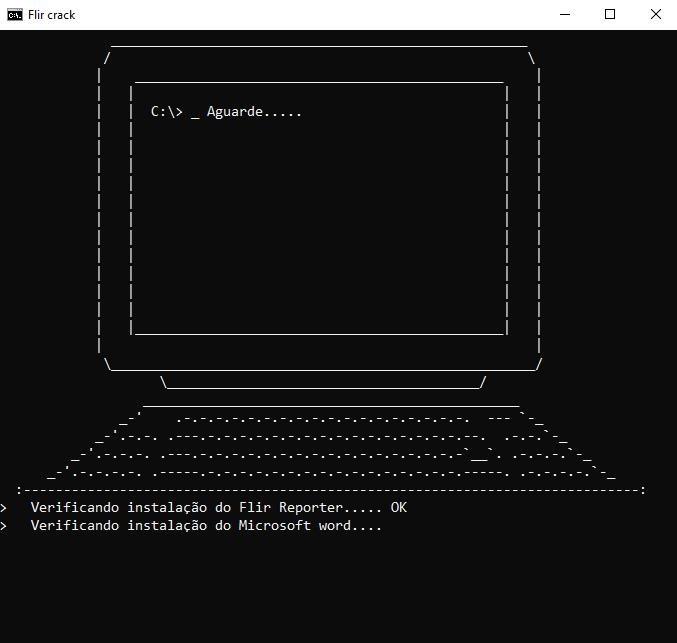 Flir crack
C:\> _ Aguarde.....
> Verificando instalação do Flir Reporter..... OK
> Verificando instalação do Microsoft word....